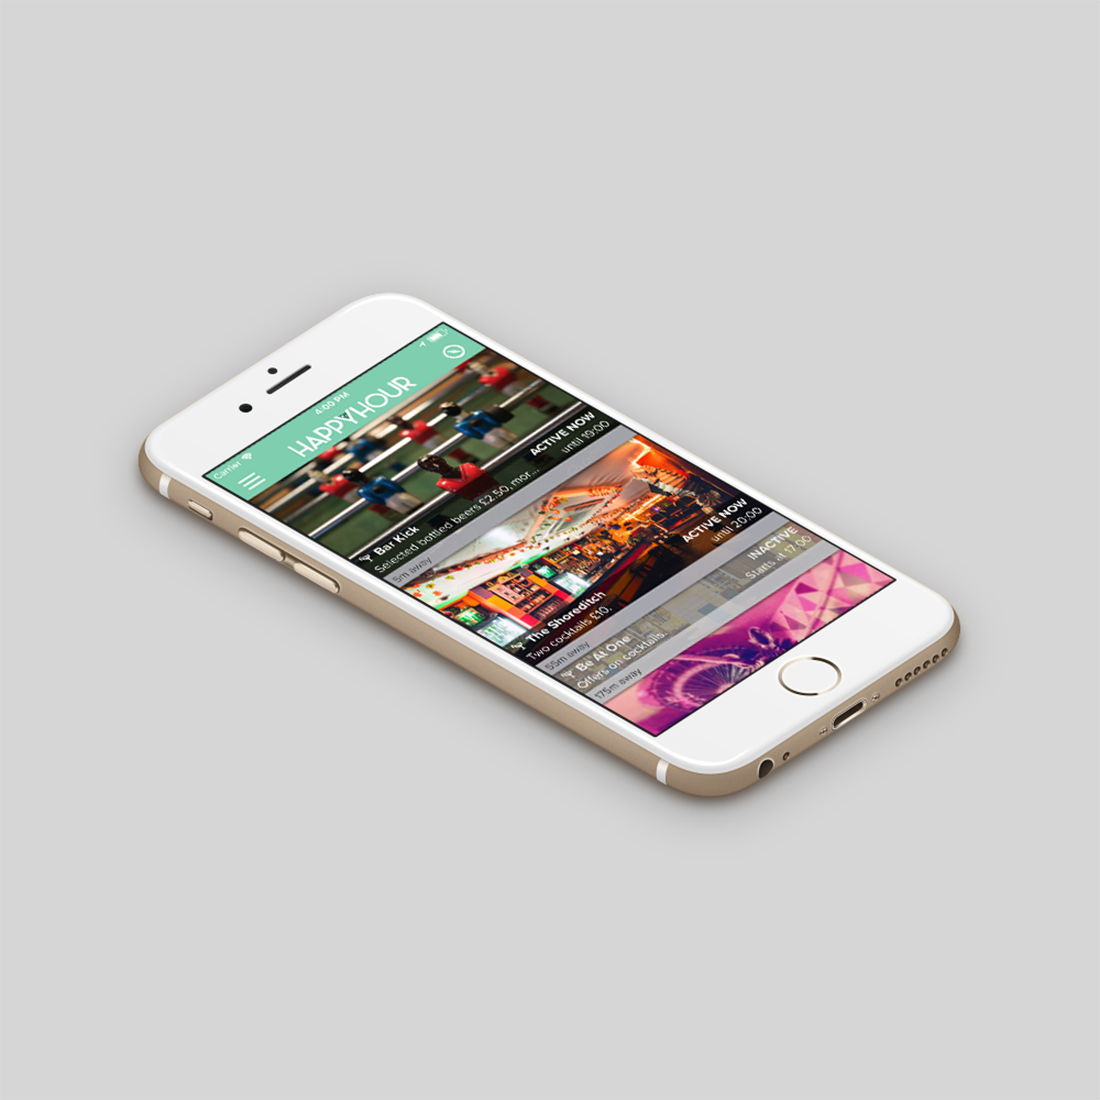 Carrier 4:00 PM
HAPPYHOUR
Bar Kick ACTIVE NOW
Selected bottled beers £2.50, mor... until 19:00
5m away
The Shoreditch ACTIVE NOW
Two cocktails £10. until 20:00
55m away
Be At One INACTIVE
Offers on cocktails. Starts at 17:00
175m away